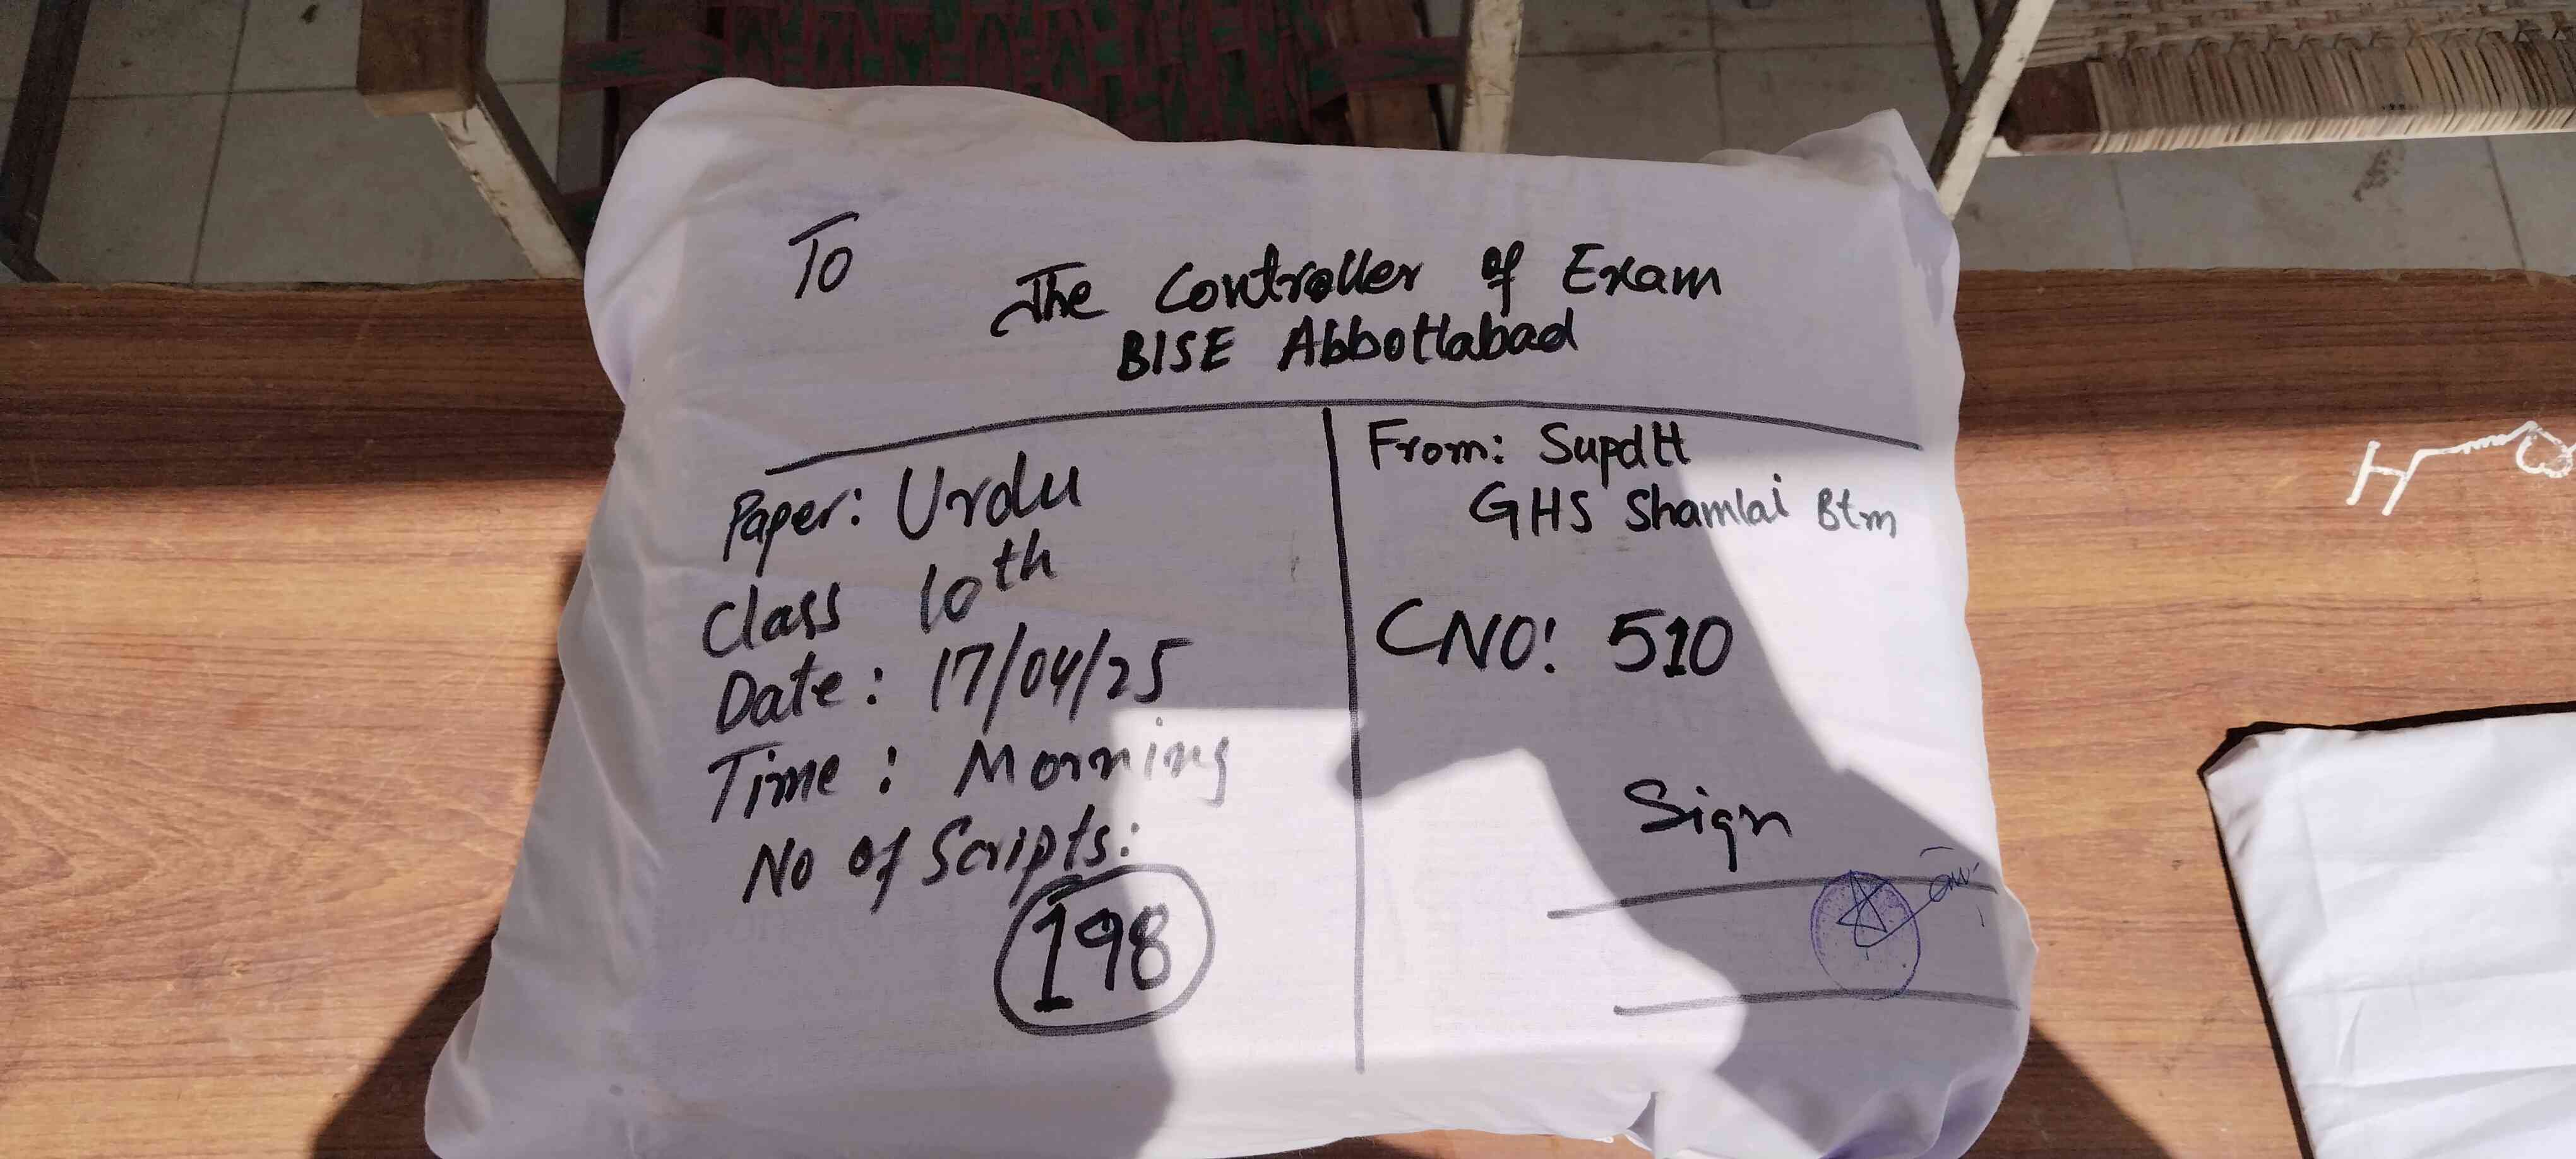 To
The Controller of Exam
BISE Abbottabad
Paper: Urdu
Class 10th
Date: 17/04/25
Time: Morning
No of Scripts:
198
From: Supdtt
GHS Shamlai Btm
CNO: 510
Sign